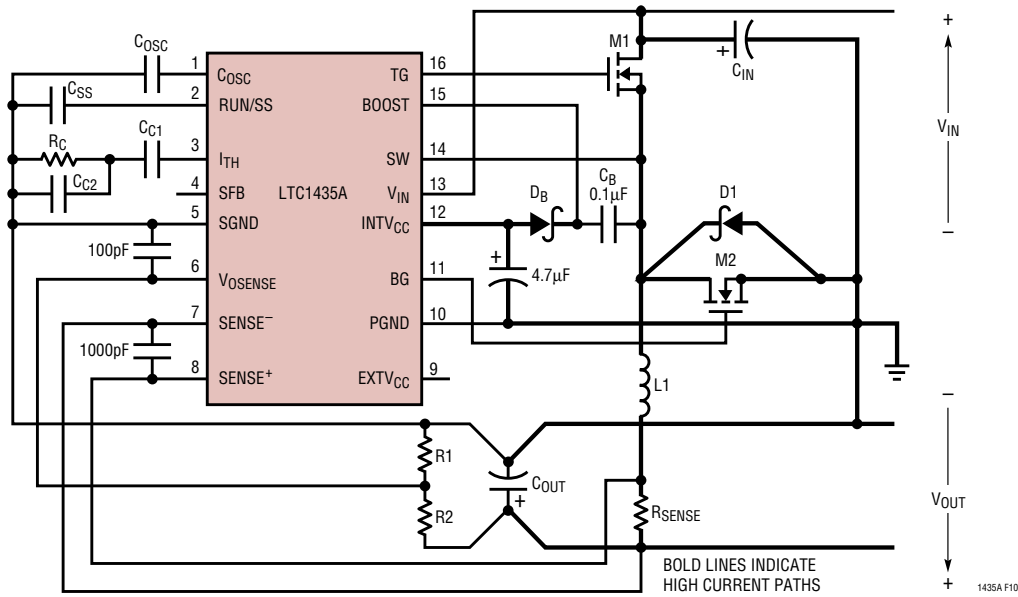 COSC
1
COSC
CSS
2
RUN/SS
RC
CC1
3
ITH
CC2
4
SFB
5
SGND
100pF
6
VOSENSE
7
SENSE–
1000pF
8
SENSE+
LTC1435A
TG
16
BOOST
15
SW
14
VIN
13
INTVCC
12
BG
11
PGND
10
EXTVCC
9
M1
+
CIN
DB
CB
0.1µF
D1
M2
+
4.7µF
L1
R1
R2
COUT
+
RSENSE
+
VIN
–
–
VOUT
+
BOLD LINES INDICATE
HIGH CURRENT PATHS
1435A F10